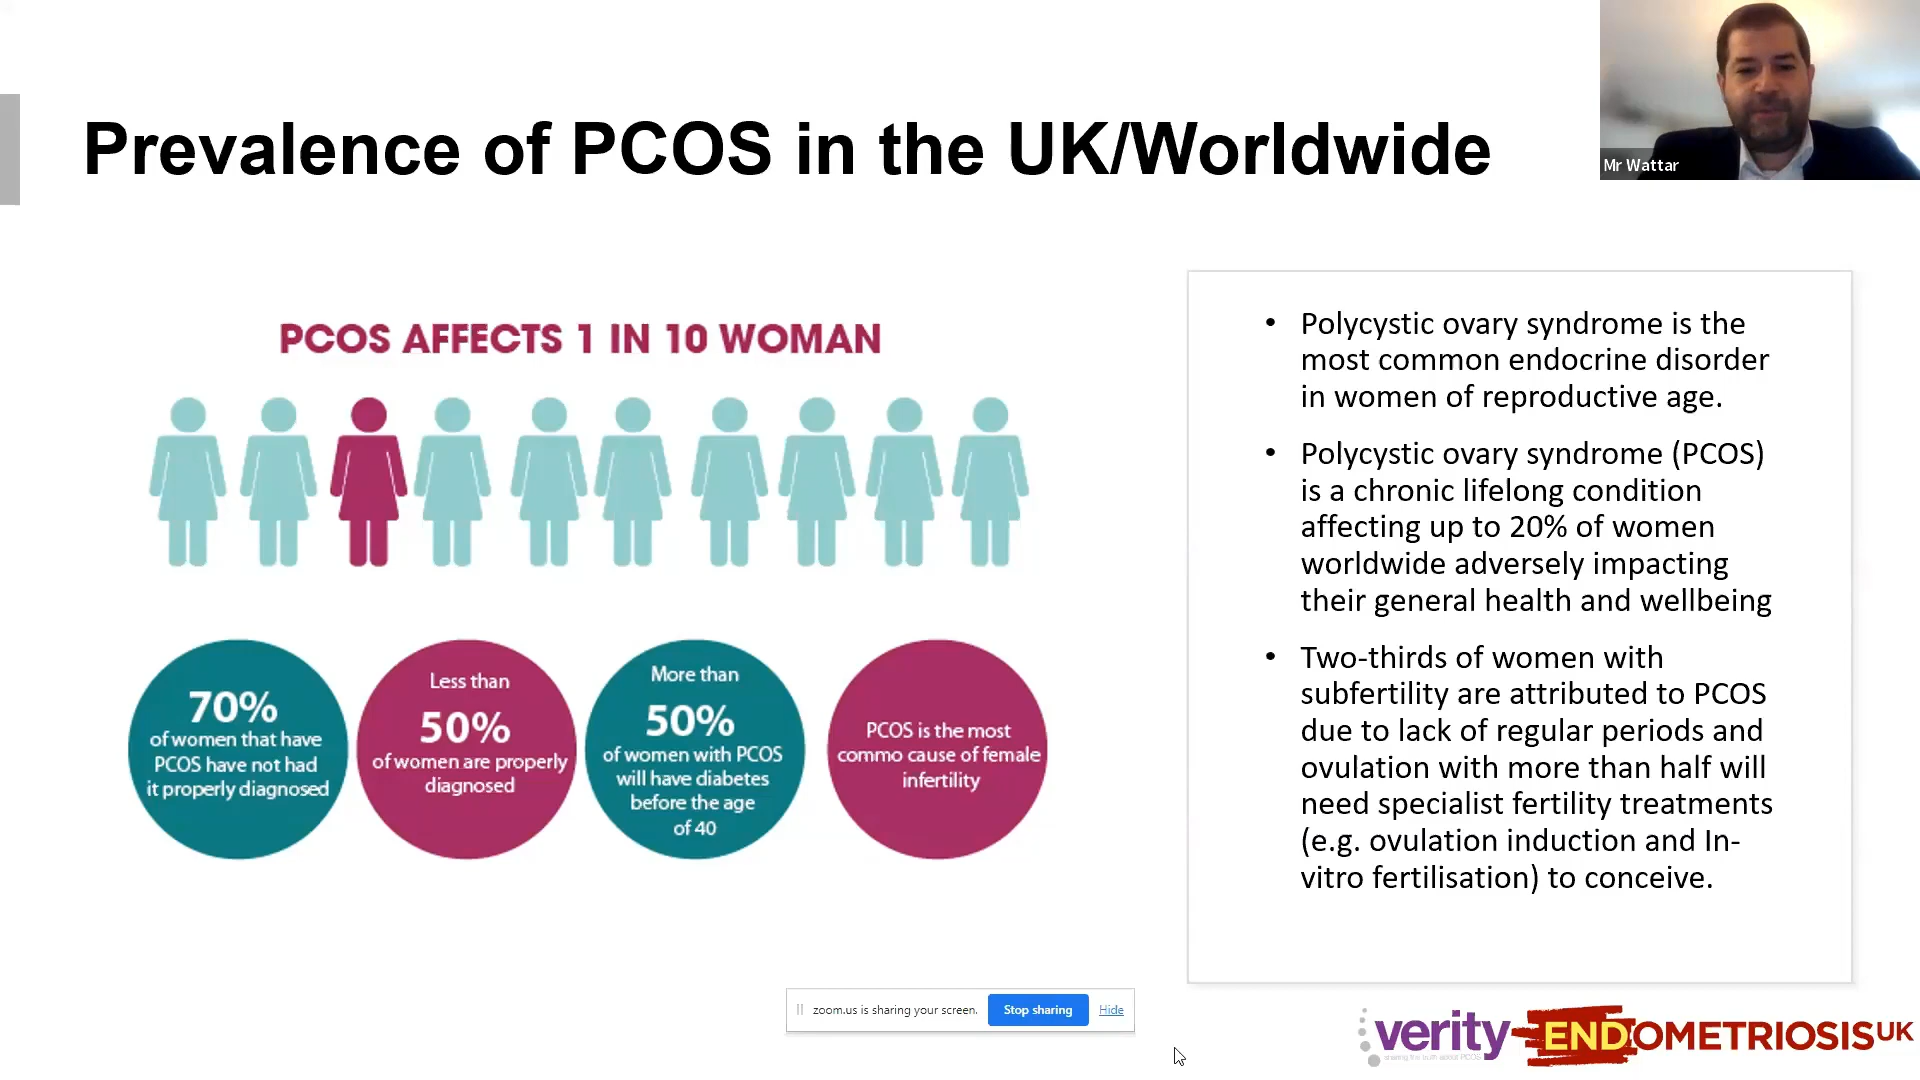 Prevalence of PCOS in the UK/Worldwide
Mr Wattar
PCOS AFFECTS 1 IN 10 WOMAN
70%
of women that have
PCOS have not had
it properly diagnosed
Less than
50%
of women are properly
diagnosed
More than
50%
of women with PCOS
will have diabetes
before the age
of 40
PCOS is the most
commo cause of female
infertility
• Polycystic ovary syndrome is the
most common endocrine disorder
in women of reproductive age.
• Polycystic ovary syndrome (PCOS)
is a chronic lifelong condition
affecting up to 20% of women
worldwide adversely impacting
their general health and wellbeing
• Two-thirds of women with
subfertility are attributed to PCOS
due to lack of regular periods and
ovulation with more than half will
need specialist fertility treatments
(e.g. ovulation induction and In-
vitro fertilisation) to conceive.
zoom.us is sharing your screen. Stop sharing Hide
verity
sharing the truth about PCOS
ENDOMETRIOSIS UK